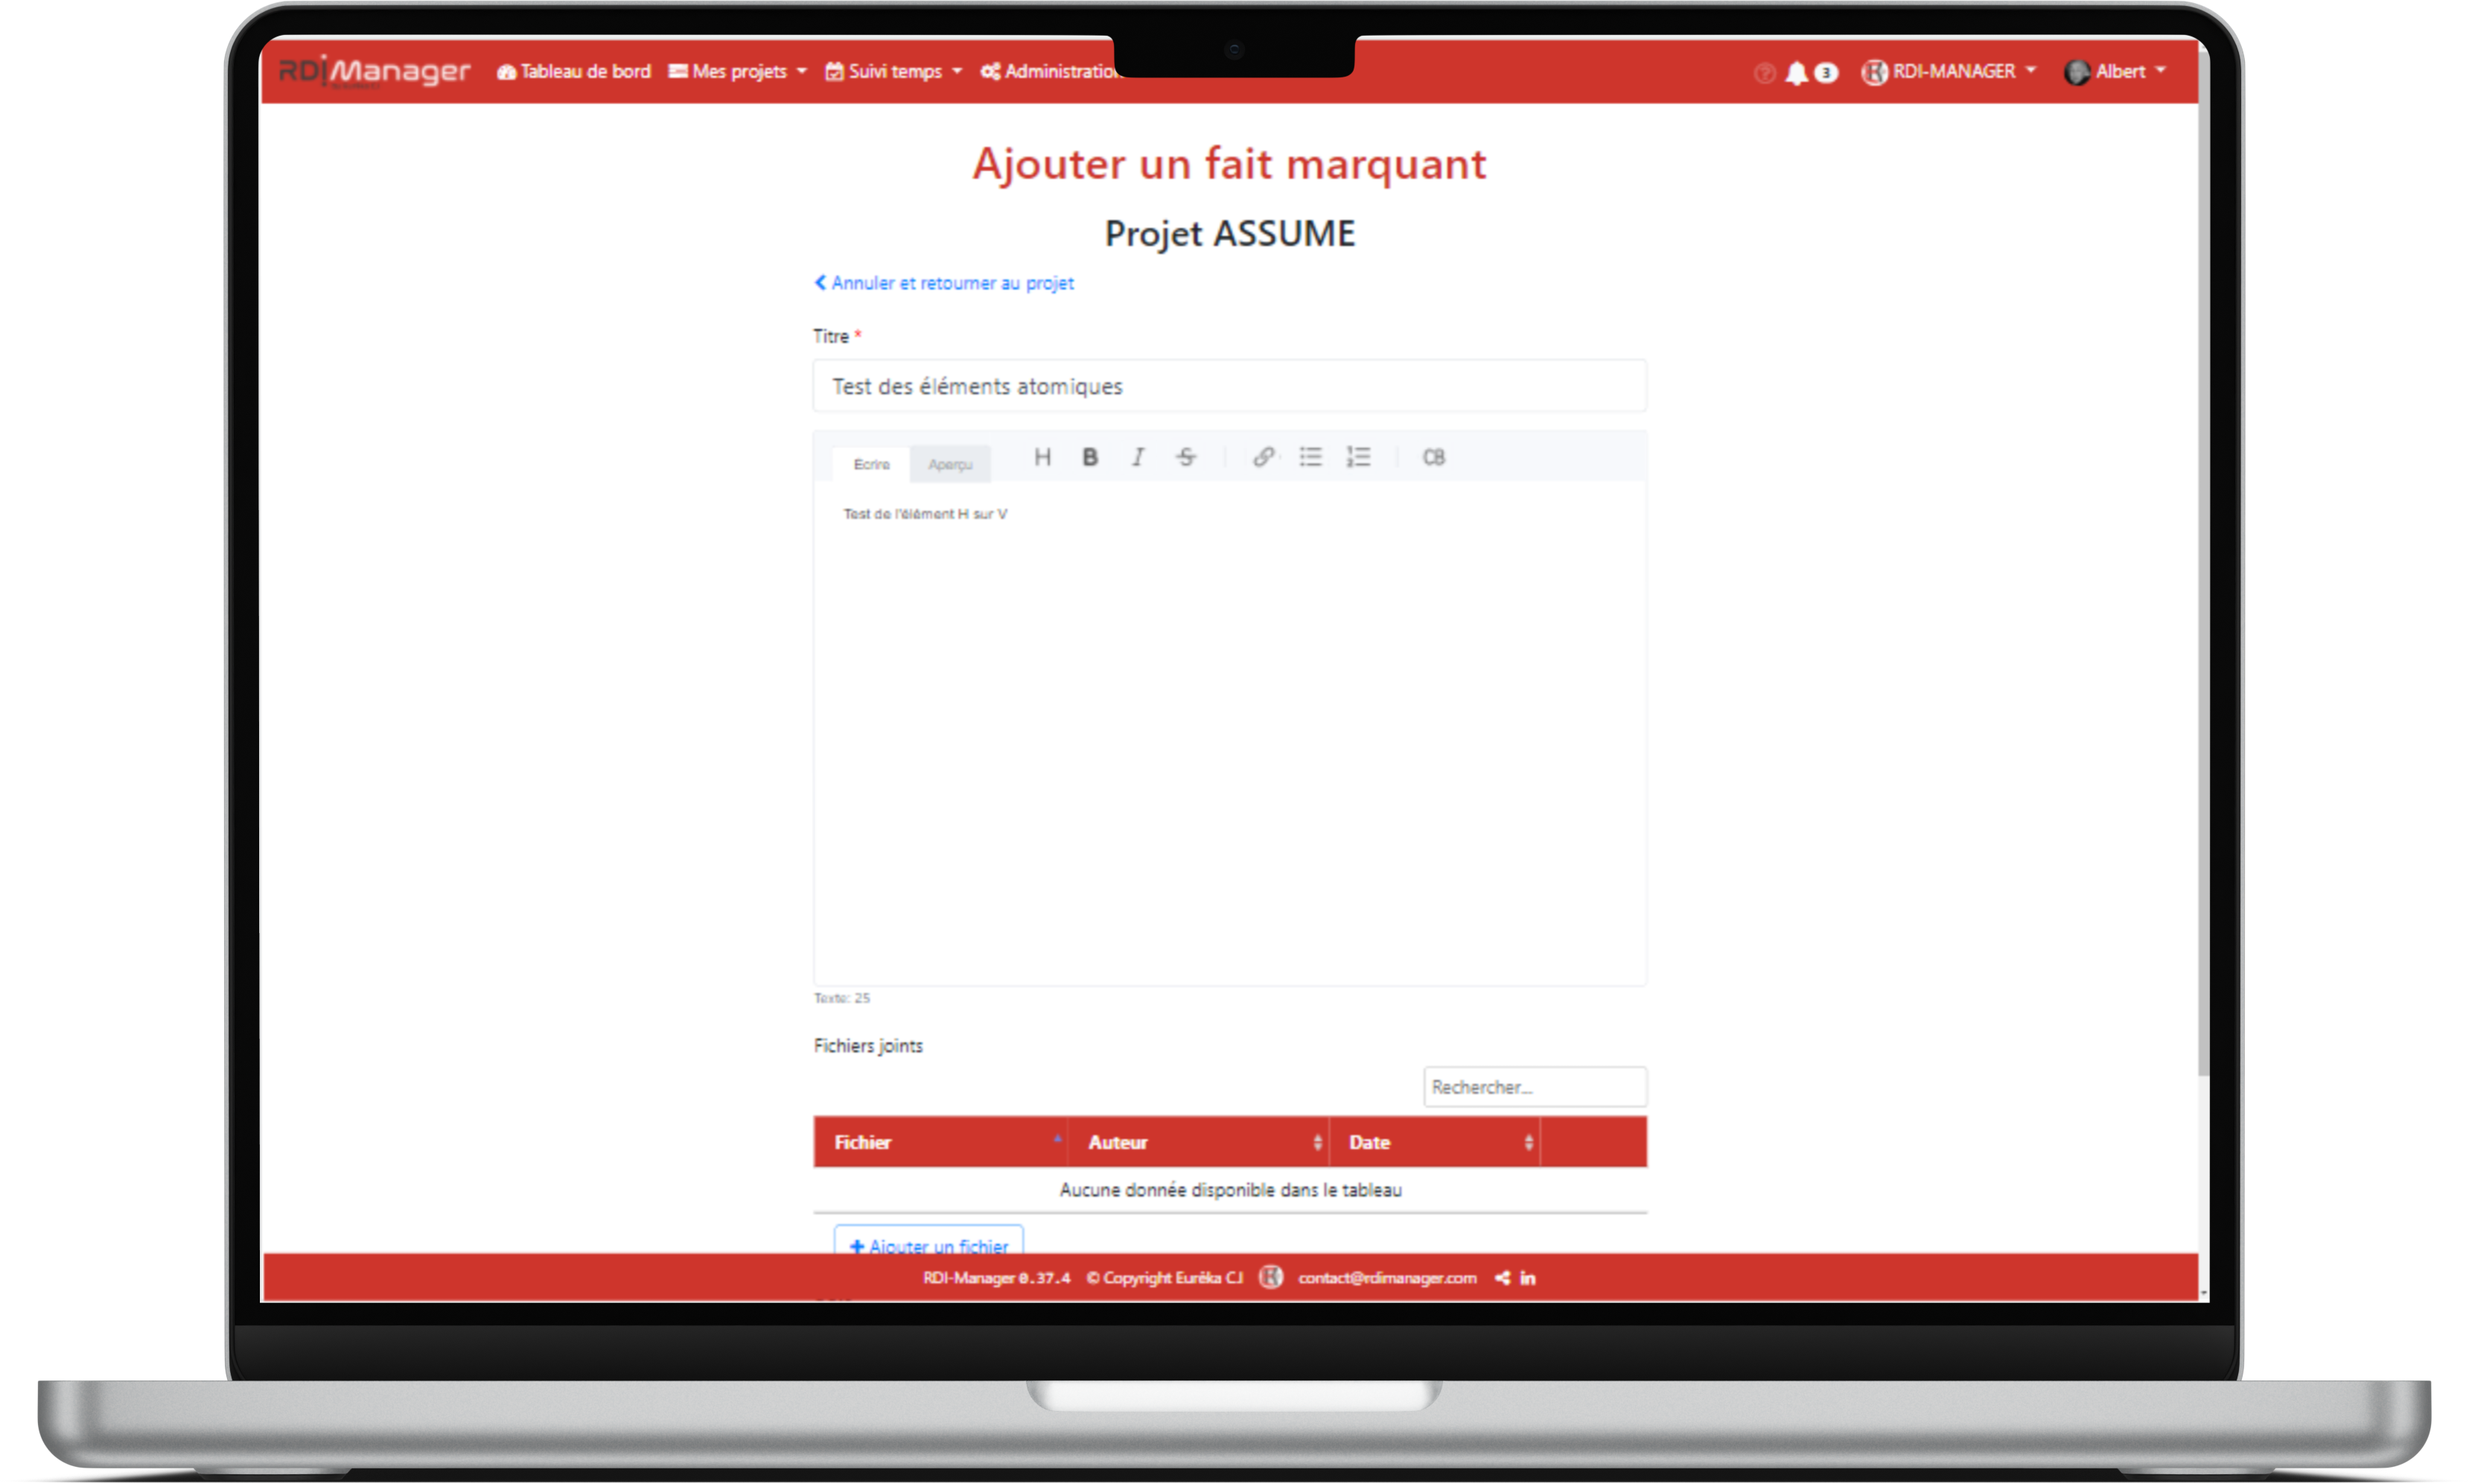 RDI Manager Tableau de bord Mes projets Suivi temps Administration 3 RDI-MANAGER Albert
Ajouter un fait marquant
Projet ASSUME
Annuler et retourner au projet
Titre *
Test des éléments atomiques
Ecrire Aperçu H B I S CB
Test de l'élément H sur V
Texte: 25
Fichiers joints
Rechercher...
Fichier Auteur Date
Aucune donnée disponible dans le tableau
+ Ajouter un fichier
RDI-Manager 0.37.4 © Copyright Eurêka CI contact@rdimanager.com in